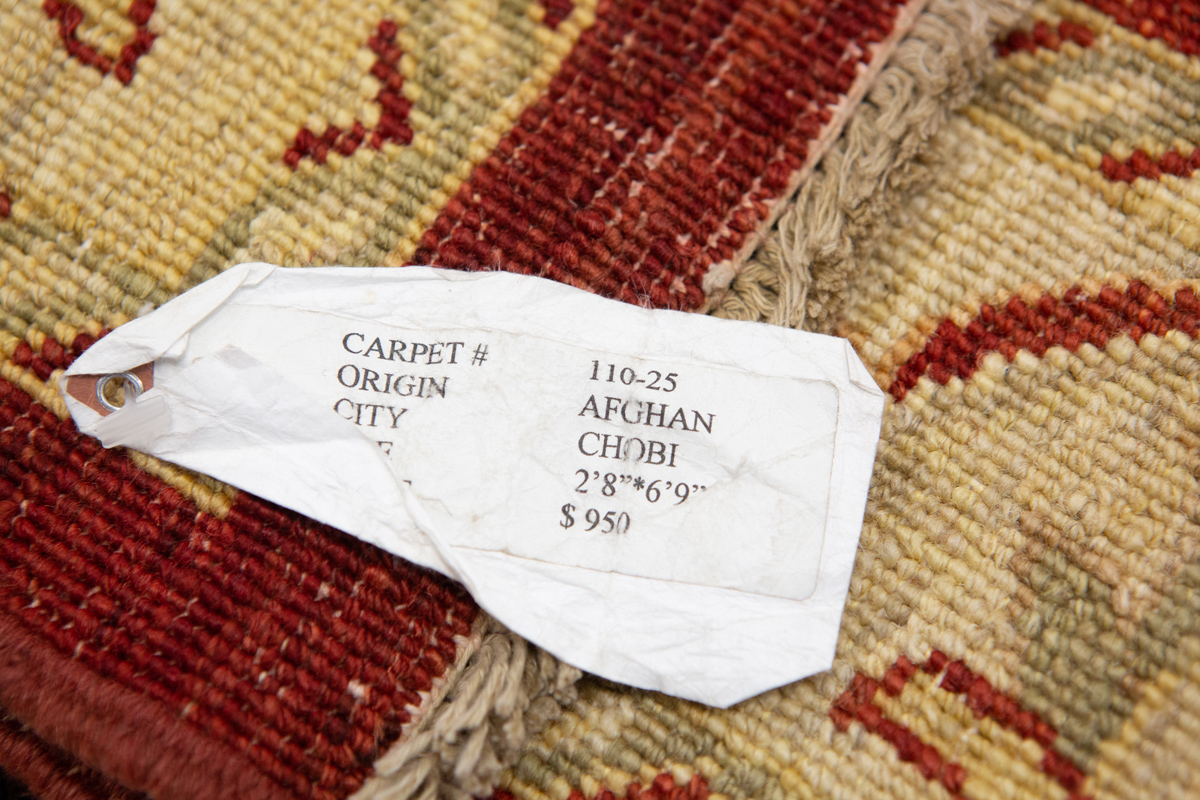 CARPET # 110-25
ORIGIN AFGHAN
CITY CHOBI
E 2'8”*6'9”
$ 950